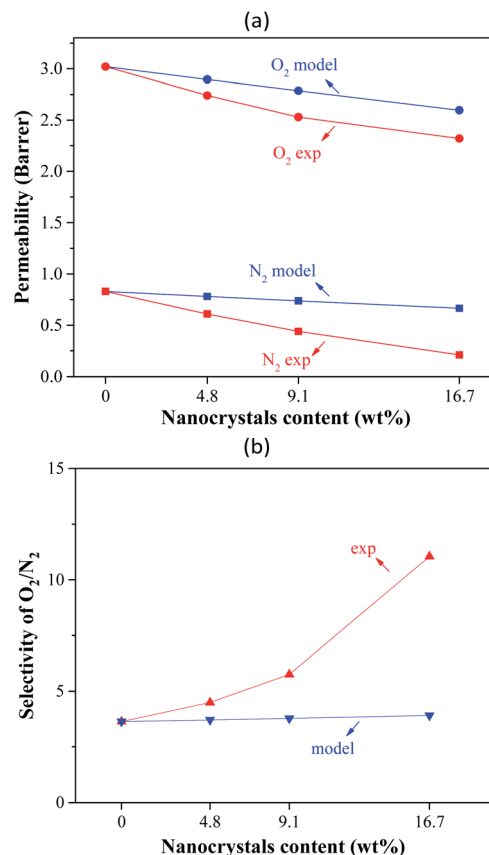 (a)
3.0
2.5
2.0
1.5
1.0
0.5
0.0
Permeability (Barrer)
O₂ model
O₂ exp
N₂ model
N₂ exp
0 4.8 9.1 16.7
Nanocrystals content (wt%)
(b)
15
10
5
0
Selectivity of O₂/N₂
exp
model
0 4.8 9.1 16.7
Nanocrystals content (wt%)